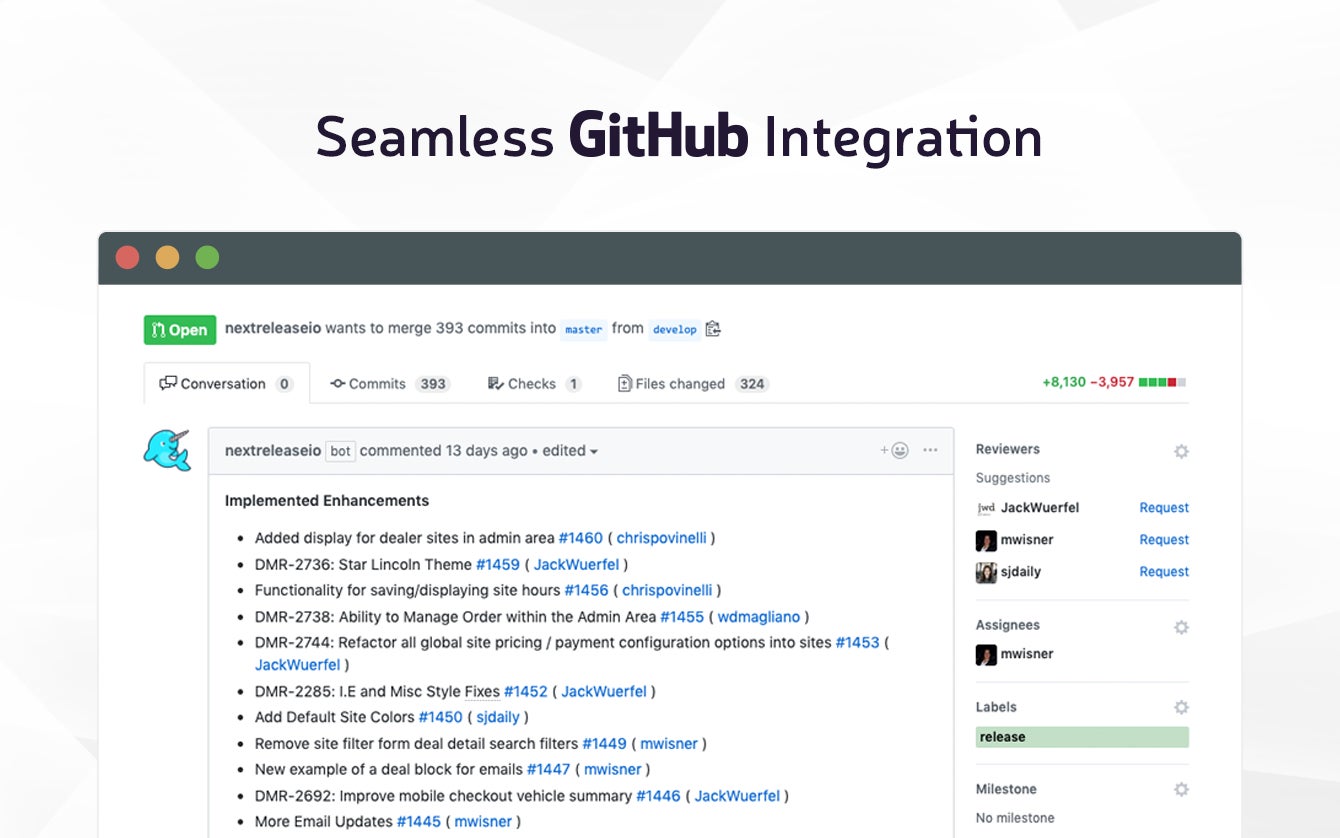 Seamless GitHub Integration
Open nextreleaseio wants to merge 393 commits into master from develop
Conversation 0 Commits 393 Checks 1 Files changed 324 +8,130 −3,957
nextreleaseio bot commented 13 days ago • edited
Implemented Enhancements
• Added display for dealer sites in admin area #1460 ( chrispovinelli )
• DMR-2736: Star Lincoln Theme #1459 ( JackWuerfel )
• Functionality for saving/displaying site hours #1456 ( chrispovinelli )
• DMR-2738: Ability to Manage Order within the Admin Area #1455 ( wdmagliano )
• DMR-2744: Refactor all global site pricing / payment configuration options into sites #1453 (
JackWuerfel )
• DMR-2285: I.E and Misc Style Fixes #1452 ( JackWuerfel )
• Add Default Site Colors #1450 ( sjdaily )
• Remove site filter form deal detail search filters #1449 ( mwisner )
• New example of a deal block for emails #1447 ( mwisner )
• DMR-2692: Improve mobile checkout vehicle summary #1446 ( JackWuerfel )
• More Email Updates #1445 ( mwisner )
Reviewers
Suggestions
jwd JackWuerfel Request
mwisner Request
sjdaily Request
Assignees
mwisner
Labels
release
Milestone
No milestone